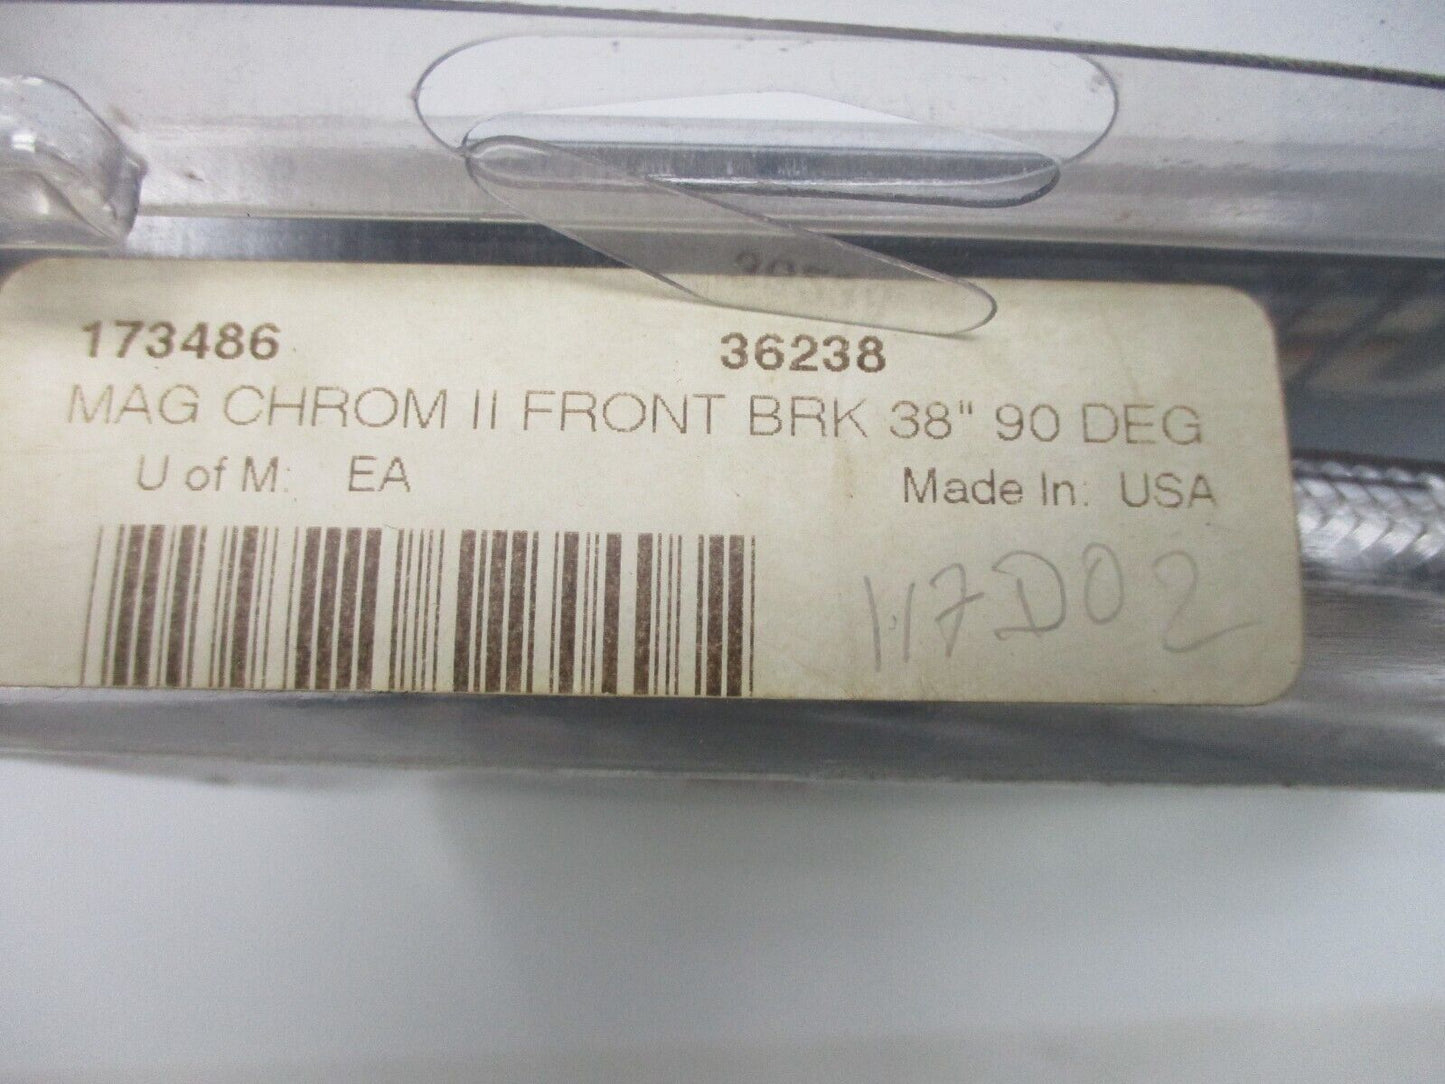 173486 36238
MAG CHROM II FRONT BRK 38" 90 DEG
U of M: EA Made In: USA
117D02